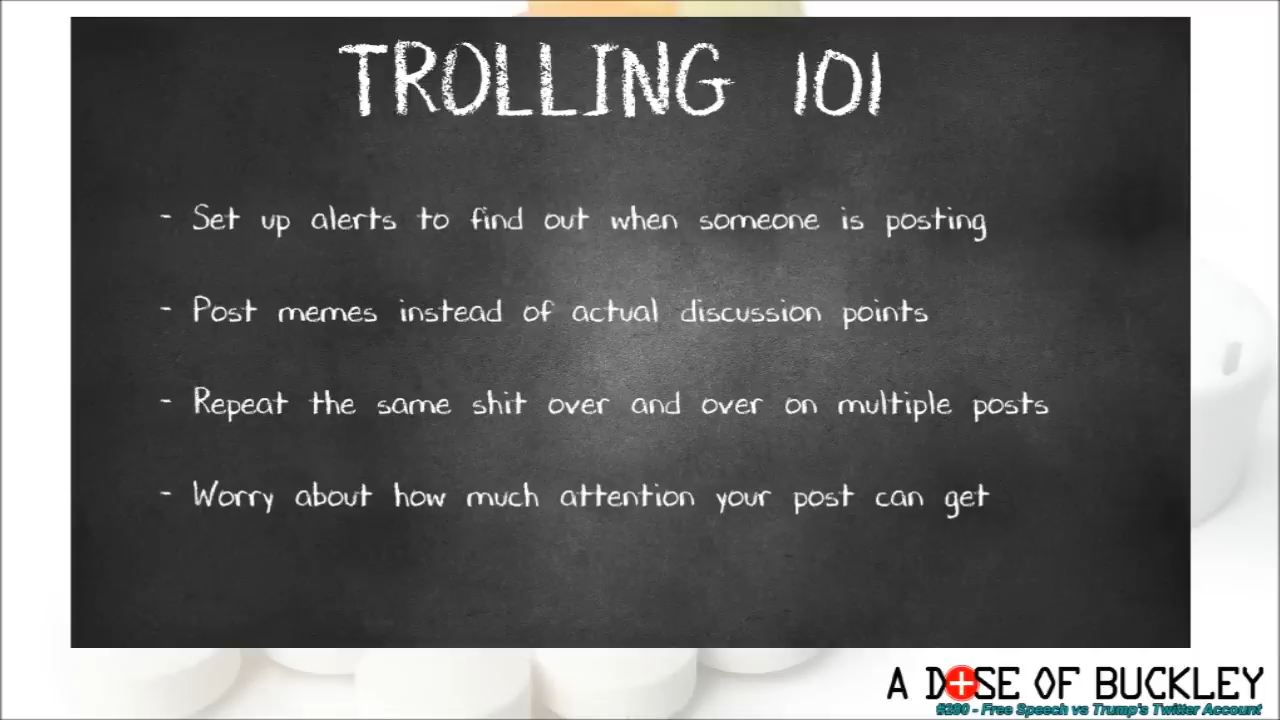 TROLLING 101
- Set up alerts to find out when someone is posting
- Post memes instead of actual discussion points
- Repeat the same shit over and over on multiple posts
- Worry about how much attention your post can get
A DOSE OF BUCKLEY
#280 - Free Speech vs Trump's Twitter Account